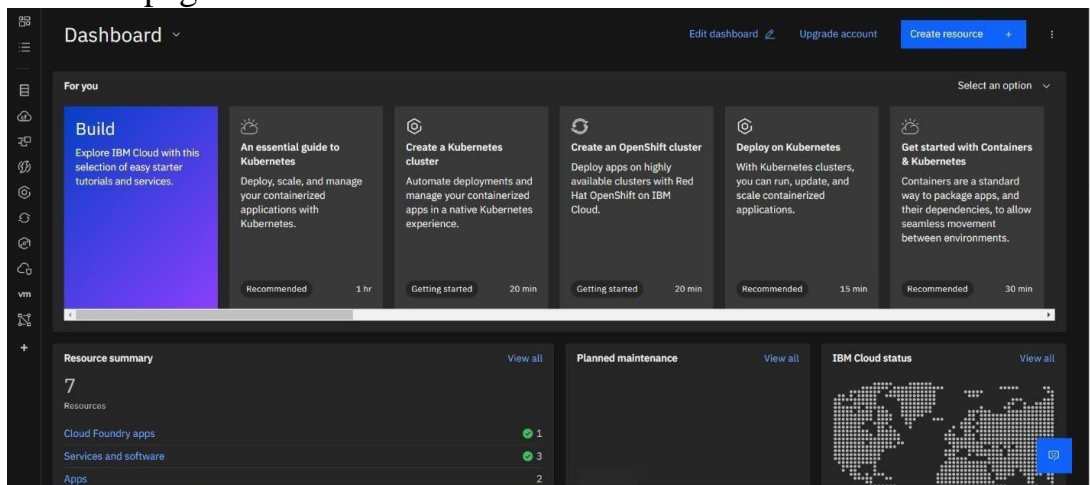 Dashboard
Edit dashboard
Upgrade account
Create resource +
For you
Select an option
Build
Explore IBM Cloud with this
selection of easy starter
tutorials and services.
An essential guide to
Kubernetes
Deploy, scale, and manage
your containerized
applications with
Kubernetes.
Recommended
1 hr
Create a Kubernetes
cluster
Automate deployments and
manage your containerized
apps in a native Kubernetes
experience.
Getting started
20 min
Create an OpenShift cluster
Deploy apps on highly
available clusters with Red
Hat OpenShift on IBM
Cloud.
Getting started
20 min
Deploy on Kubernetes
With Kubernetes clusters,
you can run, update, and
scale containerized
applications.
Recommended
15 min
Get started with Containers
& Kubernetes
Containers are a standard
way to package apps, and
their dependencies, to allow
seamless movement
between environments.
Recommended
30 min
vm
Resource summary
View all
7
Resources
Cloud Foundry apps
1
Services and software
3
Apps
2
Planned maintenance
View all
IBM Cloud status
View all